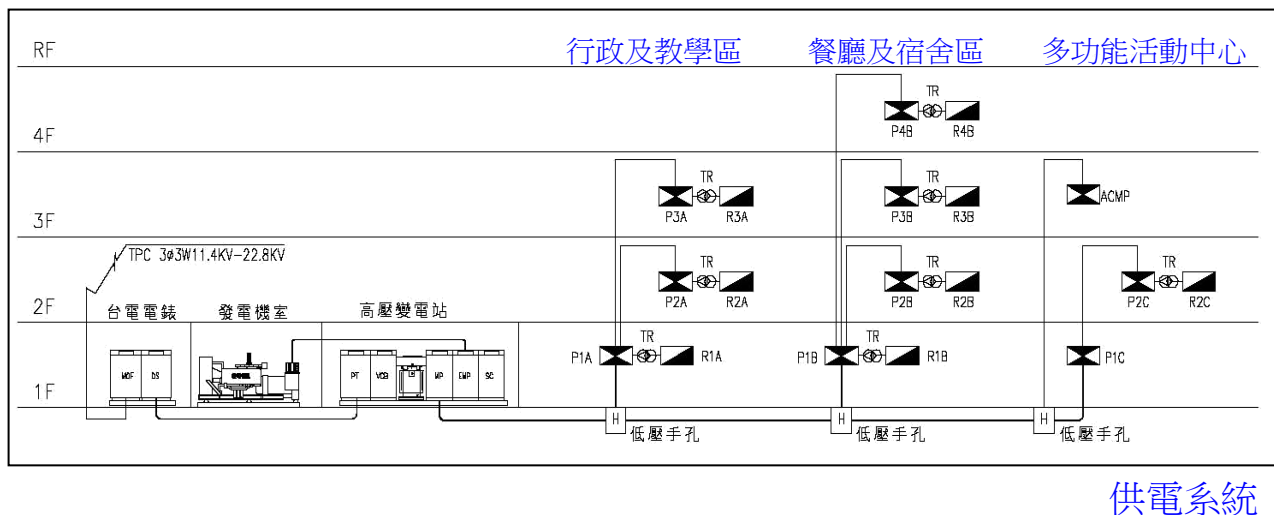 RF 行政及教學區 餐廳及宿舍區 多功能活動中心
TR
P4B R4B
4F
TR TR
ACMP
P3A R3A P3B R3B
3F
TPC 3ø3W11.4KV-22.8KV
TR TR TR
P2A R2A P2B R2B P2C R2C
2F 台電電錶 發電機室 高壓變電站
TR TR
P1A R1A P1B R1B P1C
MOF DS PT VCB MP EMP SC
1F
H H H
低壓手孔 低壓手孔 低壓手孔
供電系統